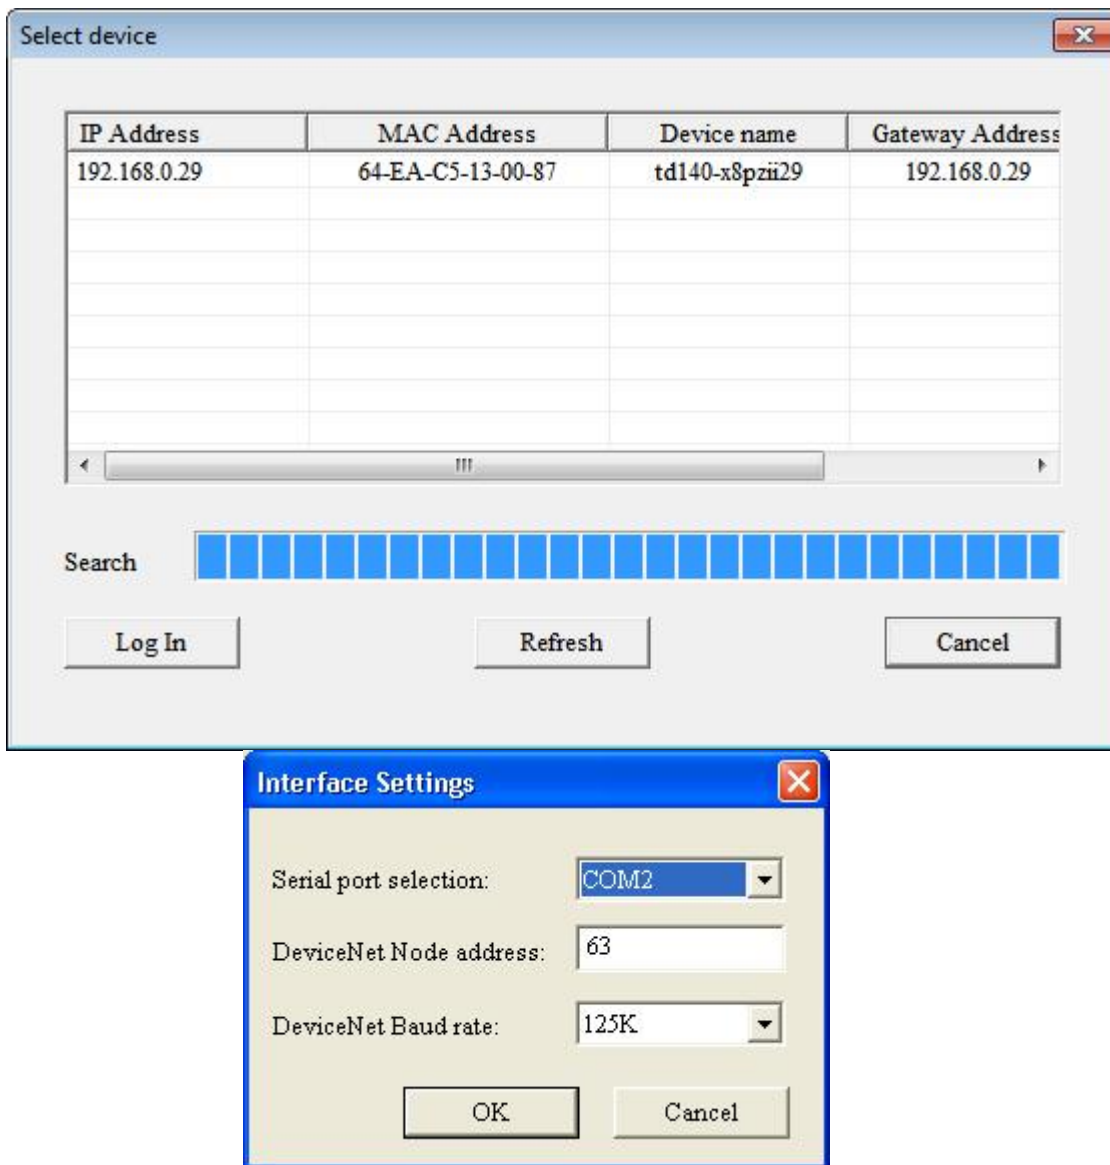 Select device
IP Address MAC Address Device name Gateway Address
192.168.0.29 64-EA-C5-13-00-87 td140-x8pzii29 192.168.0.29
Search
Log In Refresh Cancel
Interface Settings
Serial port selection: COM2
DeviceNet Node address: 63
DeviceNet Baud rate: 125K
OK Cancel